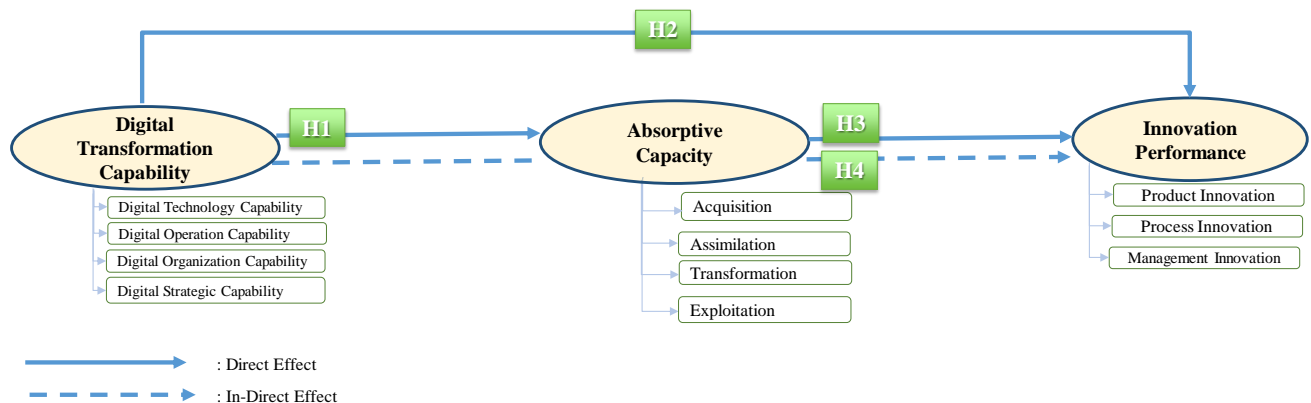 H2
Digital
Transformation
Capability
H1
Absorptive
Capacity
H3
H4
Innovation
Performance
Digital Technology Capability
Digital Operation Capability
Digital Organization Capability
Digital Strategic Capability
Acquisition
Assimilation
Transformation
Exploitation
Product Innovation
Process Innovation
Management Innovation
: Direct Effect
: In-Direct Effect